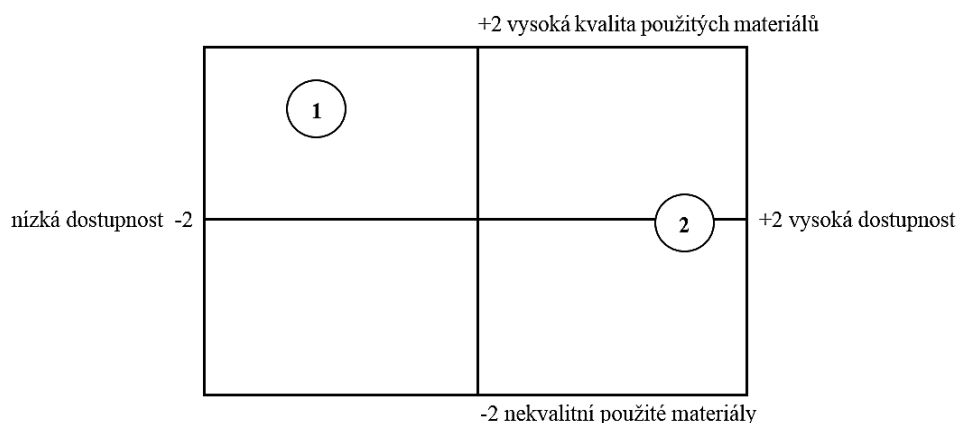 +2 vysoká kvalita použitých materiálů
1
nízká dostupnost -2
2
+2 vysoká dostupnost
-2 nekvalitní použité materiály